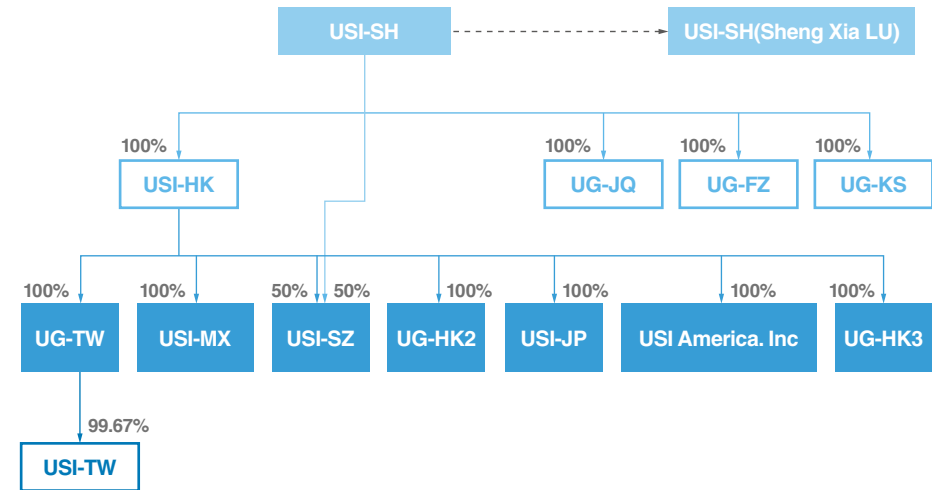 USI-SH
USI-SH(Sheng Xia LU)
100%
100%
100%
100%
USI-HK
UG-JQ
UG-FZ
UG-KS
100%
100%
50%
50%
100%
100%
100%
100%
UG-TW
USI-MX
USI-SZ
UG-HK2
USI-JP
USI America. Inc
UG-HK3
99.67%
USI-TW